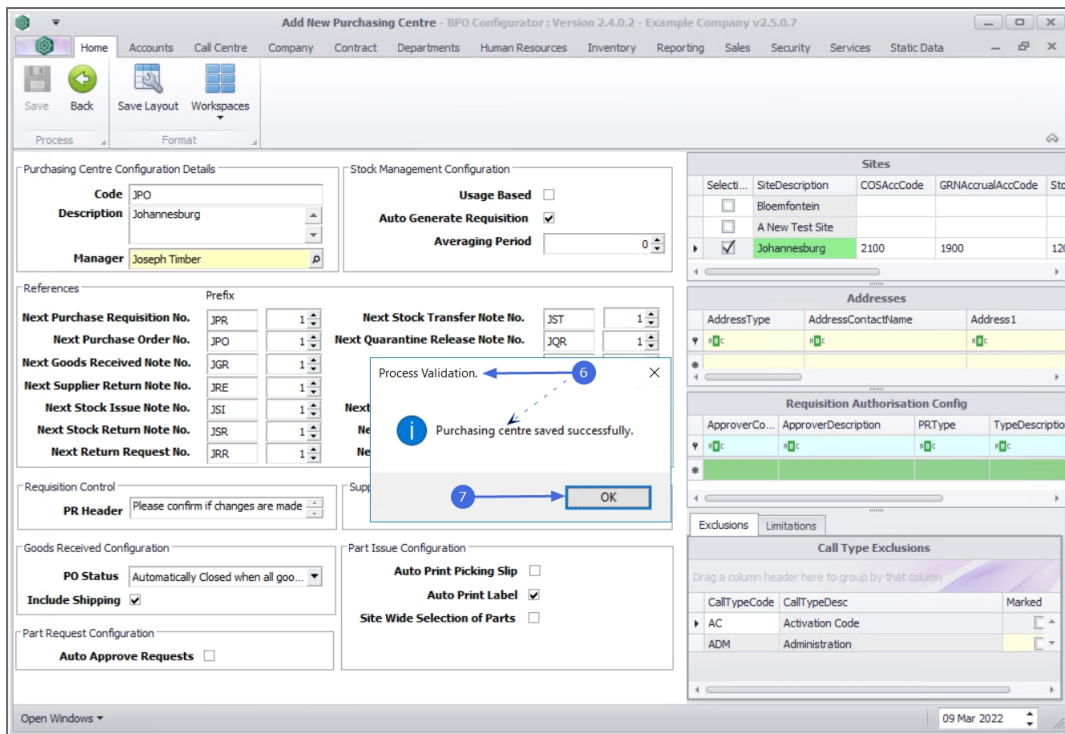 Add New Purchasing Centre - BPO Configurator : Version 2.4.0.2 - Example Company v2.5.0.7
Home Accounts Call Centre Company Contract Departments Human Resources Inventory Reporting Sales Security Services Static Data
Save Back Save Layout Workspaces
Process Format
Purchasing Centre Configuration Details
Code JPO
Description Johannesburg
Manager Joseph Timber
Stock Management Configuration
Usage Based
Auto Generate Requisition
Averaging Period 0
References
Prefix
Next Purchase Requisition No. JPR 1
Next Purchase Order No. JPO 1
Next Goods Received Note No. JGR 1
Next Supplier Return Note No. JRE 1
Next Stock Issue Note No. JSI 1
Next Stock Return Note No. JSR 1
Next Return Request No. JRR 1
Next Stock Transfer Note No. JST 1
Next Quarantine Release Note No. JQR 1
Next
Ne
Ne
Process Validation. 6
Purchasing centre saved successfully.
7 OK
Requisition Control
PR Header Please confirm if changes are made
Supp
Goods Received Configuration
PO Status Automatically Closed when all goo...
Include Shipping
Part Request Configuration
Auto Approve Requests
Part Issue Configuration
Auto Print Picking Slip
Auto Print Label
Site Wide Selection of Parts
Sites
Selecti... SiteDescription COSAccCode GRNAccrualAccCode Sto
Bloemfontein
A New Test Site
Johannesburg 2100 1900 120
Addresses
AddressType AddressContactName Address1
Requisition Authorisation Config
ApproverCo... ApproverDescription PRType TypeDescriptio
Exclusions Limitations
Call Type Exclusions
Drag a column header here to group by that column
CallTypeCode CallTypeDesc Marked
AC Activation Code
ADM Administration
Open Windows 09 Mar 2022